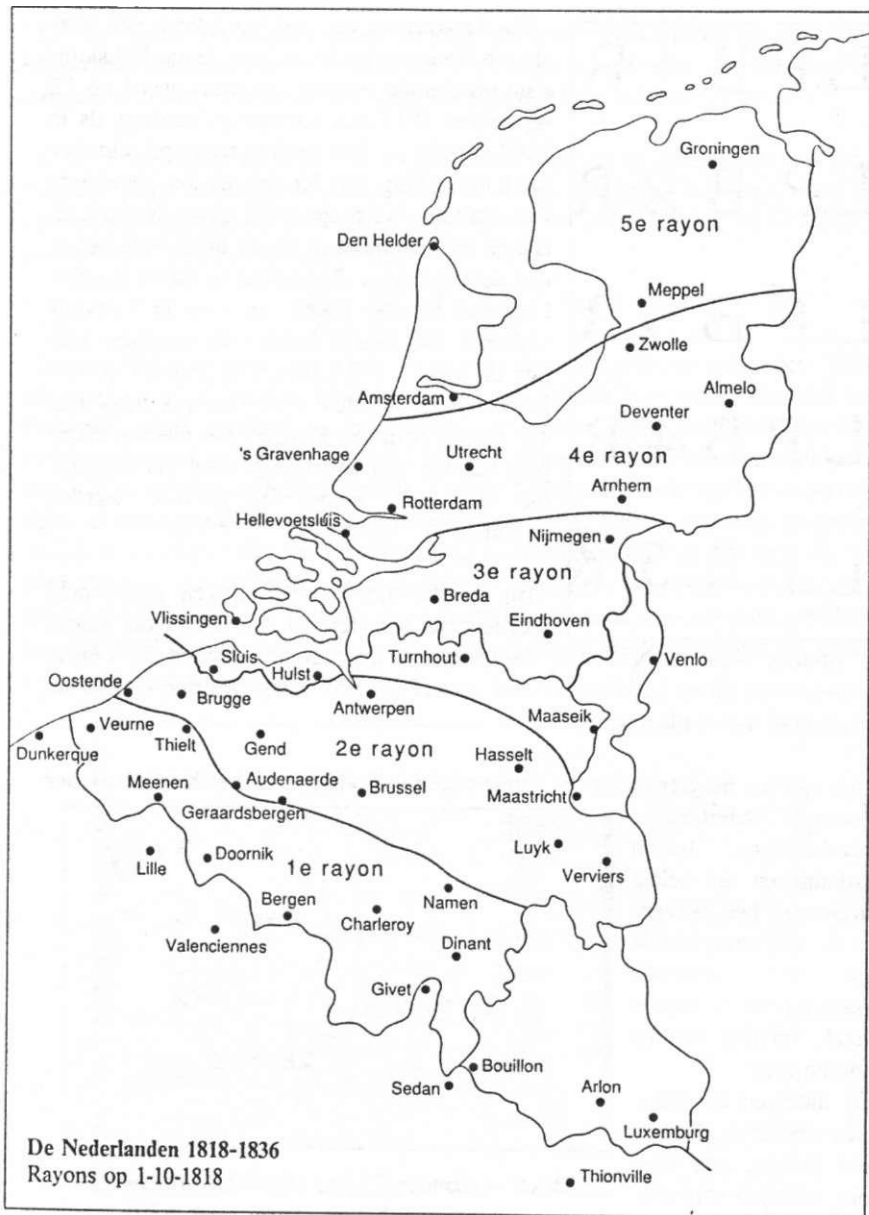 Groningen
5e rayon
Den Helder
Meppel
Zwolle
Amsterdam
Almelo
Deventer
's Gravenhage
Utrecht
4e rayon
Arnhem
Rotterdam
Hellevoetsluis
Nijmegen
3e rayon
Breda
Vlissingen
Eindhoven
Sluis
Hulst
Turnhout
Venlo
Oostende
Brugge
Antwerpen
Maaseik
Veurne
Dunkerque
Thielt
Gend
2e rayon
Hasselt
Meenen
Audenaerde
Brussel
Maastricht
Geraardsbergen
Lille
Doornik
1e rayon
Luyk
Verviers
Bergen
Namen
Charleroy
Valenciennes
Dinant
Givet
Bouillon
Sedan
Arlon
Luxemburg
De Nederlanden 1818-1836
Rayons op 1-10-1818
Thionville